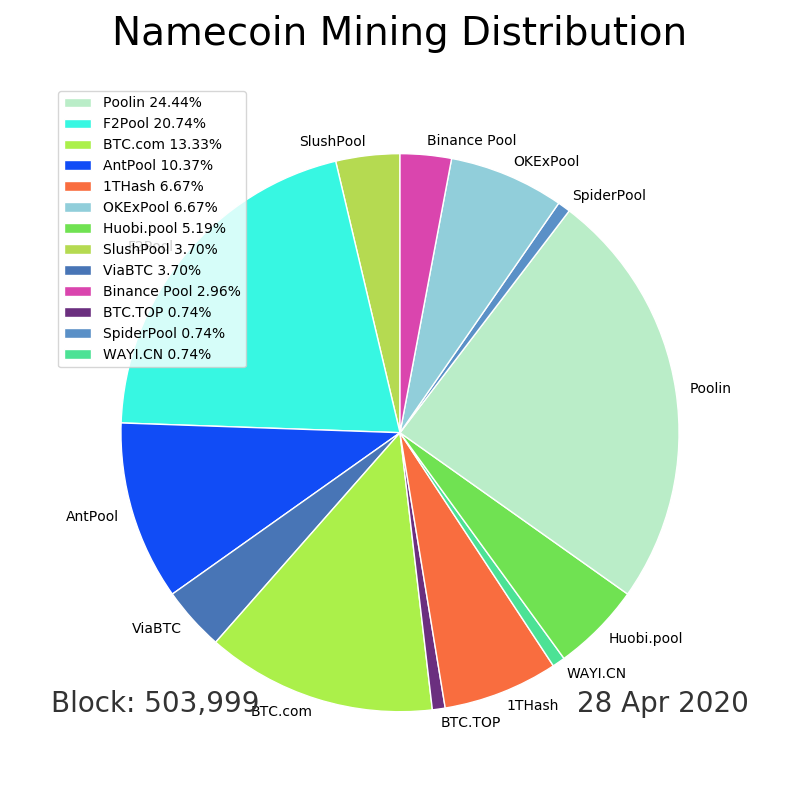 Namecoin Mining Distribution
Poolin 24.44%
F2Pool 20.74%
BTC.com 13.33%
AntPool 10.37%
1THash 6.67%
OKExPool 6.67%
Huobi.pool 5.19%
SlushPool 3.70%
ViaBTC 3.70%
Binance Pool 2.96%
BTC.TOP 0.74%
SpiderPool 0.74%
WAYI.CN 0.74%
SlushPool
Binance Pool
OKExPool
SpiderPool
F2Pool
Poolin
AntPool
ViaBTC
Huobi.pool
WAYI.CN
1THash
BTC.com
BTC.TOP
Block: 503,999
28 Apr 2020